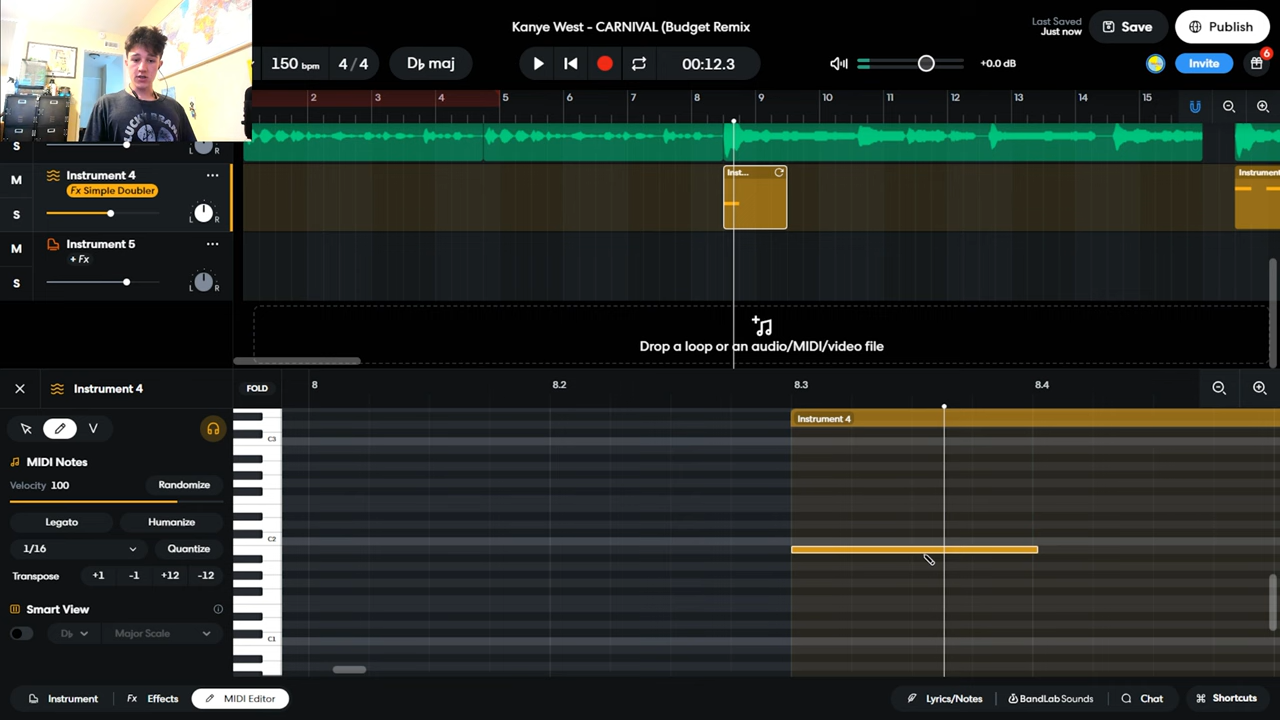 Kanye West - CARNIVAL (Budget Remix
Last Saved
Just now
Save
Publish
150 bpm
4/4
D♭ maj
00:12.3
+0.0 dB
Invite
6
2 3 4 5 6 7 8 9 10 11 12 13 14 15
S
L R
M
Instrument 4
Fx Simple Doubler
S
L R
Inst...
Instrument
M
Instrument 5
+ Fx
S
L R
Drop a loop or an audio/MIDI/video file
Instrument 4
FOLD
8 8.2 8.3 8.4
Instrument 4
C3
MIDI Notes
Velocity 100
Randomize
Legato
Humanize
C2
1/16
Quantize
Transpose
+1 -1 +12 -12
Smart View
D♭
Major Scale
C1
Instrument
Fx Effects
MIDI Editor
Lyrics/Notes
BandLab Sounds
Chat
Shortcuts